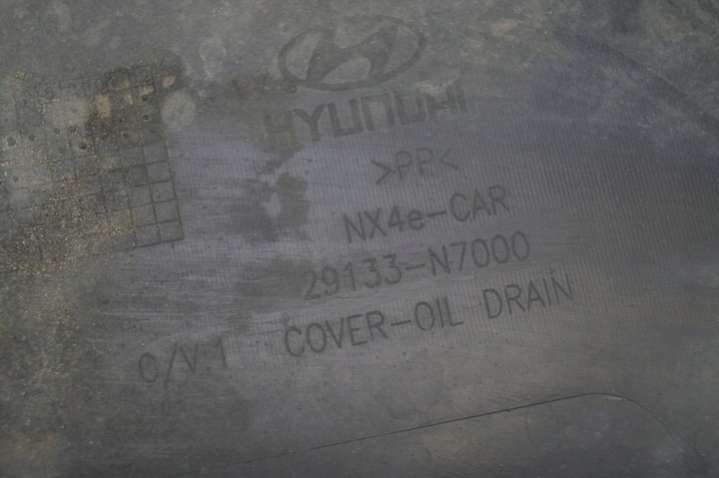 HYUNDAI
>PP<
NX4e-CAR
29133-N7000
COVER-OIL DRAIN
C/V.1